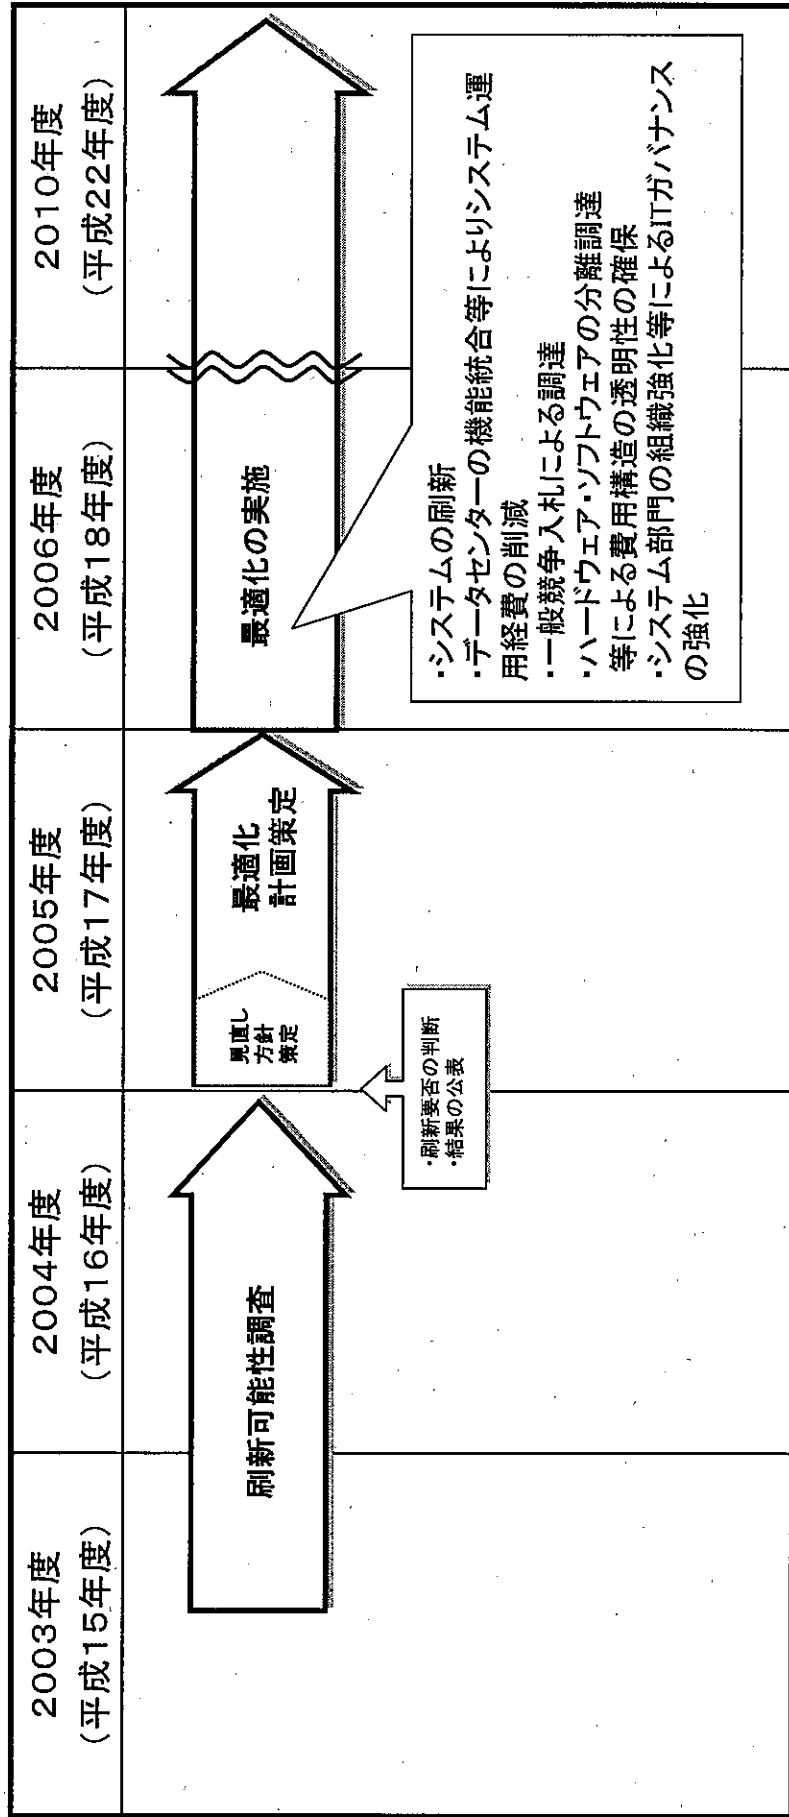 2003年度
(平成15年度)
2004年度
(平成16年度)
2005年度
(平成17年度)
2006年度
(平成18年度)
2010年度
(平成22年度)
刷新可能性調査
見直し
方針
策定
最適化
計画策定
最適化の実施
・刷新要否の判断
・結果の公表
・システムの刷新
・データセンターの機能統合等によりシステム運
用経費の削減
・一般競争入札による調達
・ハードウェア・ソフトウェアの分離調達
等による費用構造の透明性の確保
・システム部門の組織強化等によるITガバナンス
の強化